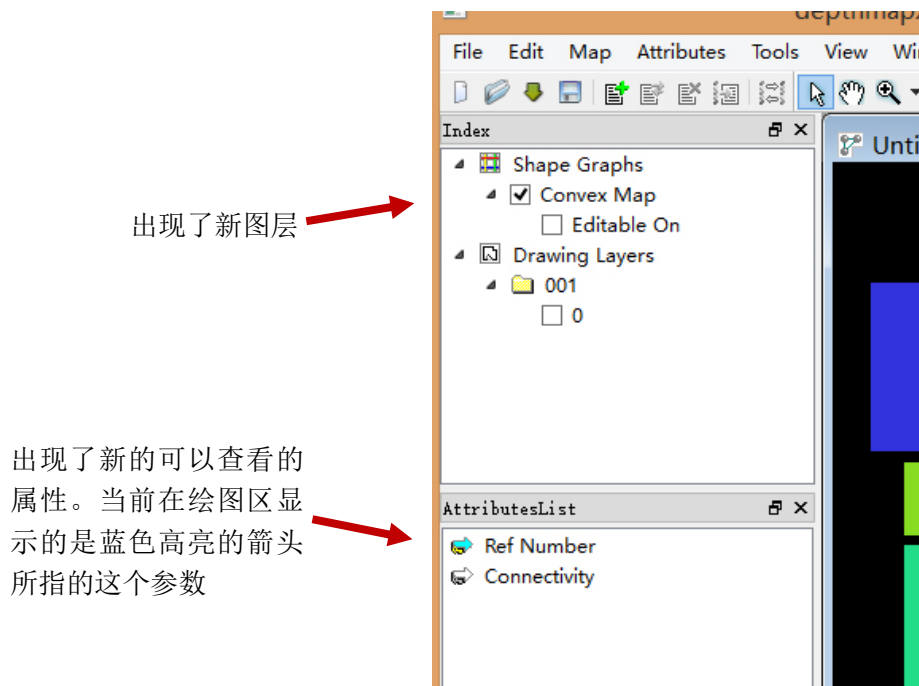 depthmapX
File Edit Map Attributes Tools View Wi
Index
Unti
Shape Graphs
Convex Map
出现了新图层
Editable On
Drawing Layers
001
0
出现了新的可以查看的
属性。当前在绘图区显
示的是蓝色高亮的箭头
所指的这个参数
AttributesList
Ref Number
Connectivity